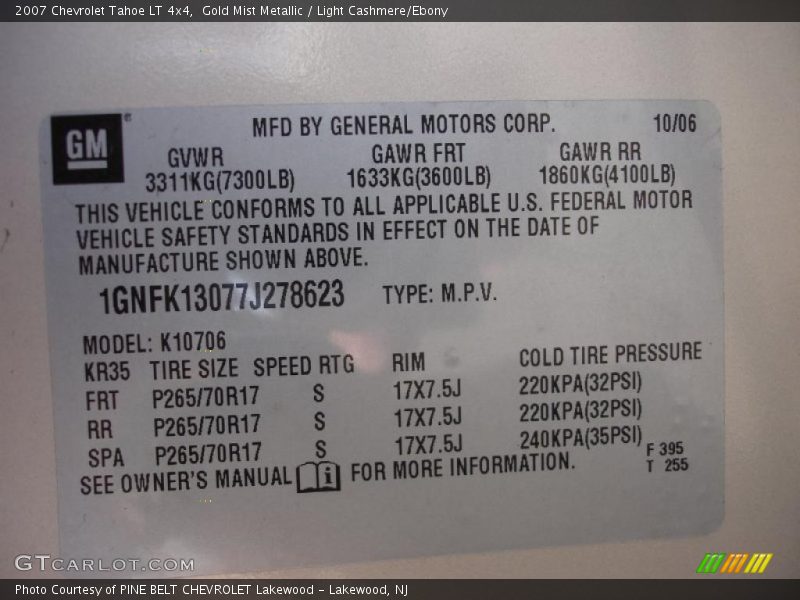 2007 Chevrolet Tahoe LT 4x4,  Gold Mist Metallic / Light Cashmere/Ebony
GM ®
MFD BY GENERAL MOTORS CORP. 10/06
GVWR GAWR FRT GAWR RR
3311KG(7300LB) 1633KG(3600LB) 1860KG(4100LB)
THIS VEHICLE CONFORMS TO ALL APPLICABLE U.S. FEDERAL MOTOR
VEHICLE SAFETY STANDARDS IN EFFECT ON THE DATE OF
MANUFACTURE SHOWN ABOVE.
1GNFK13077J278623 TYPE: M.P.V.
MODEL: K10706
KR35 TIRE SIZE SPEED RTG RIM COLD TIRE PRESSURE
FRT P265/70R17 S 17X7.5J 220KPA(32PSI)
RR P265/70R17 S 17X7.5J 220KPA(32PSI)
SPA P265/70R17 S 17X7.5J 240KPA(35PSI)
SEE OWNER'S MANUAL i FOR MORE INFORMATION.
F 395
T 255
GTCARLOT.COM
Photo Courtesy of PINE BELT CHEVROLET Lakewood - Lakewood, NJ